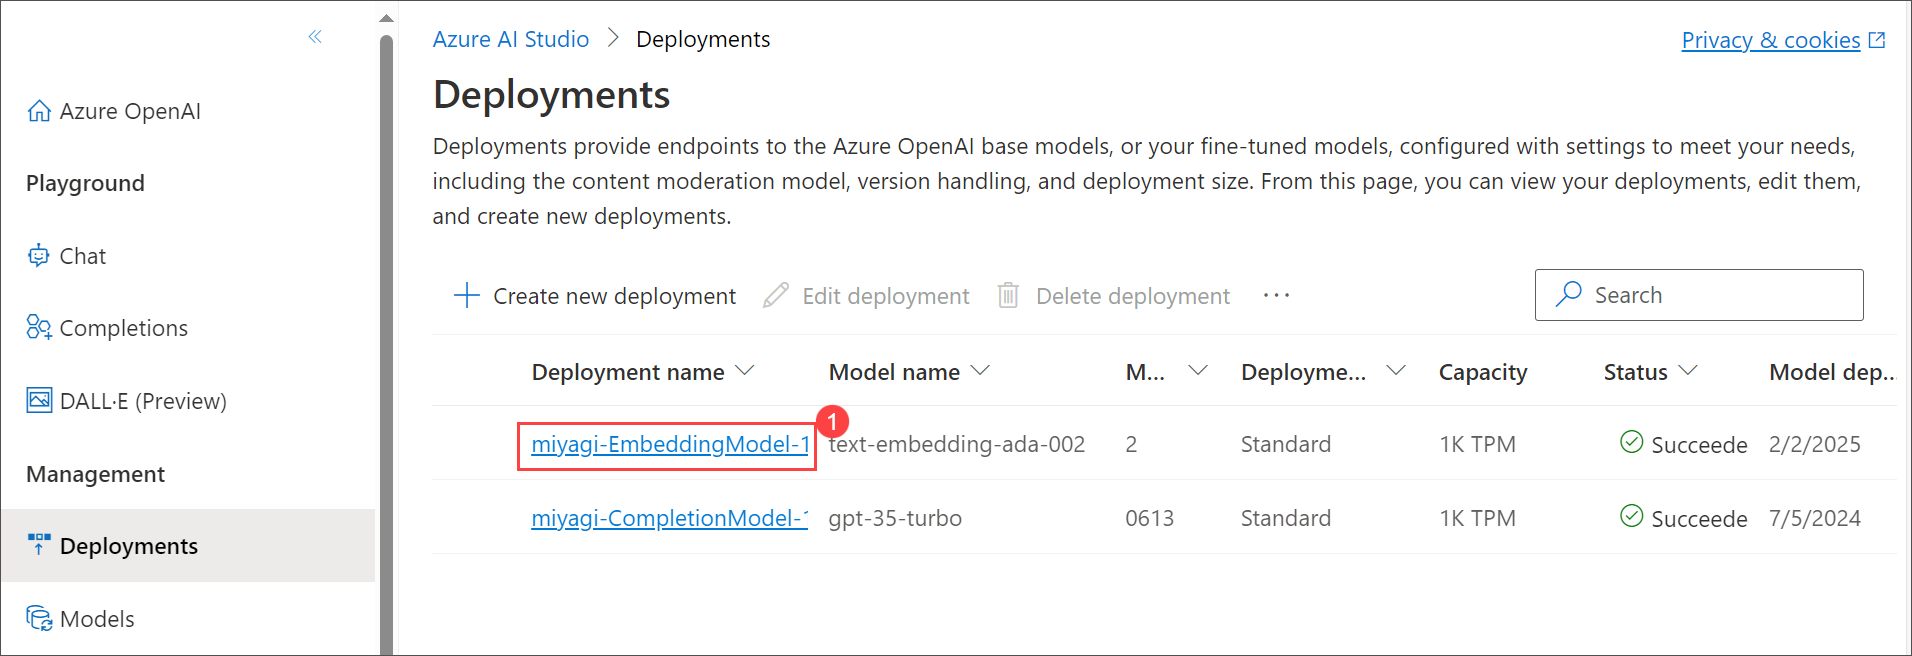 Azure AI Studio > Deployments
Privacy & cookies
Azure OpenAI
Playground
Chat
Completions
DALL·E (Preview)
Management
Deployments
Models
Deployments
Deployments provide endpoints to the Azure OpenAI base models, or your fine-tuned models, configured with settings to meet your needs,
including the content moderation model, version handling, and deployment size. From this page, you can view your deployments, edit them,
and create new deployments.
Create new deployment Edit deployment Delete deployment ··· Search
Deployment name Model name M... Deployme... Capacity Status Model dep...
1
miyagi-EmbeddingModel-1 text-embedding-ada-002 2 Standard 1K TPM Succeede 2/2/2025
miyagi-CompletionModel-1 gpt-35-turbo 0613 Standard 1K TPM Succeede 7/5/2024